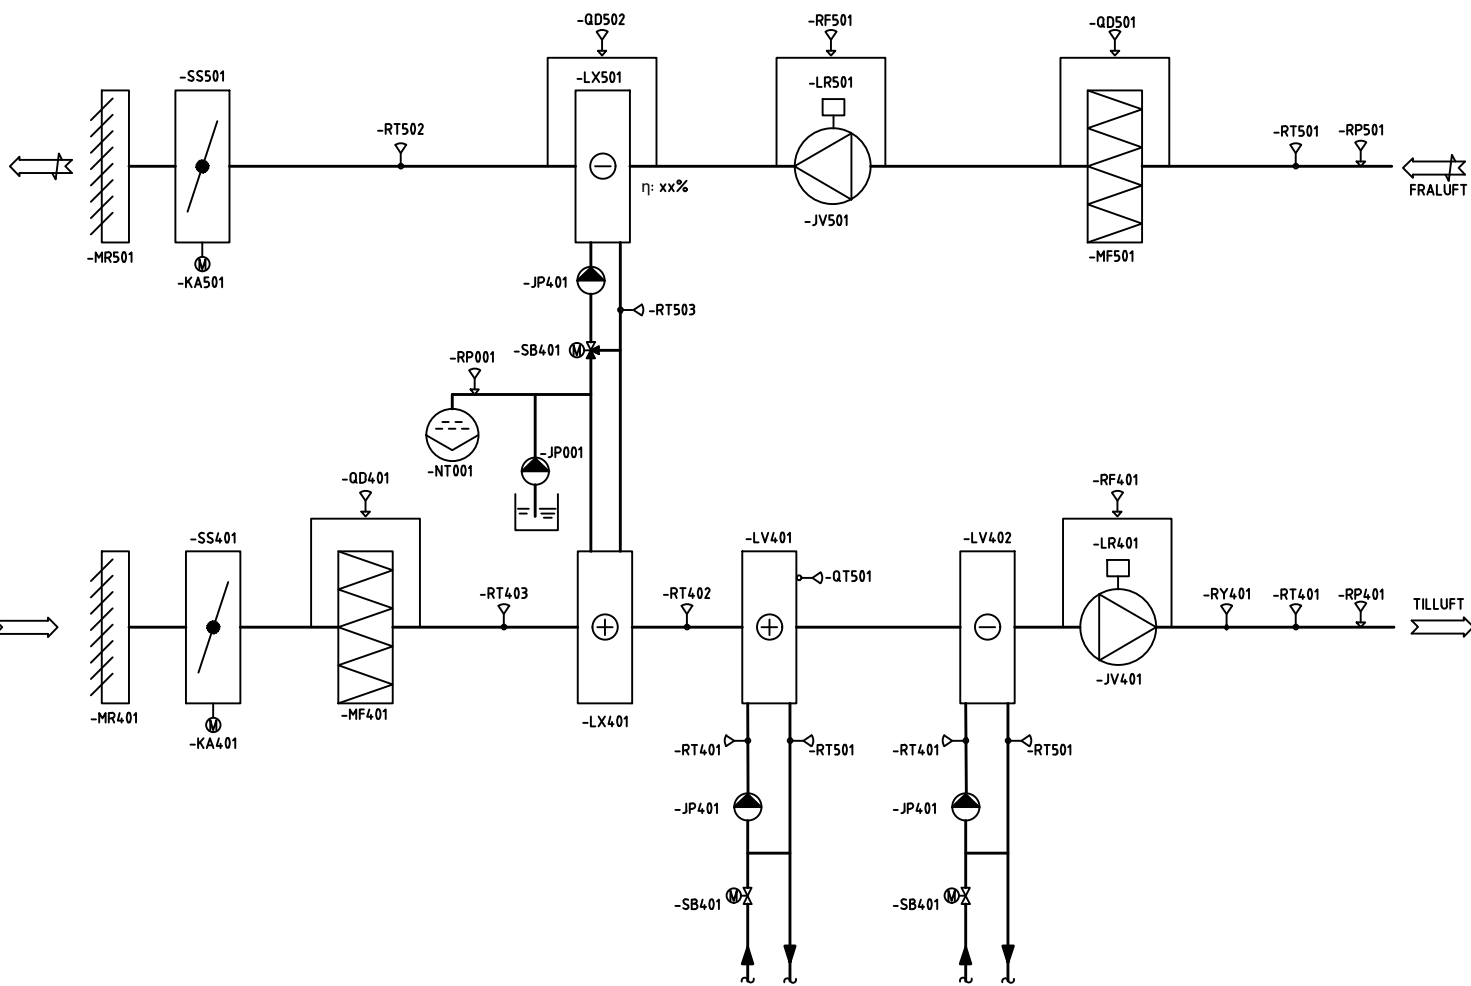 -QD502
-RF501
-QD501
-SS501
-LX501
-LR501
-RT502
-RT501
-RP501
η: xx%
FRALUFT
-JV501
-MR501
-MF501
-KA501
M
-JP401
-RT503
-SB401
M
-RP001
-JP001
-NT001
-QD401
-RF401
-SS401
-LV401
-LV402
-LR401
-QT501
-RT403
-RT402
-RY401
-RT401
-RP401
TILLUFT
-JV401
-MR401
-MF401
-LX401
M
-KA401
-RT401
-RT501
-RT401
-RT501
-JP401
-JP401
-SB401
M
-SB401
M